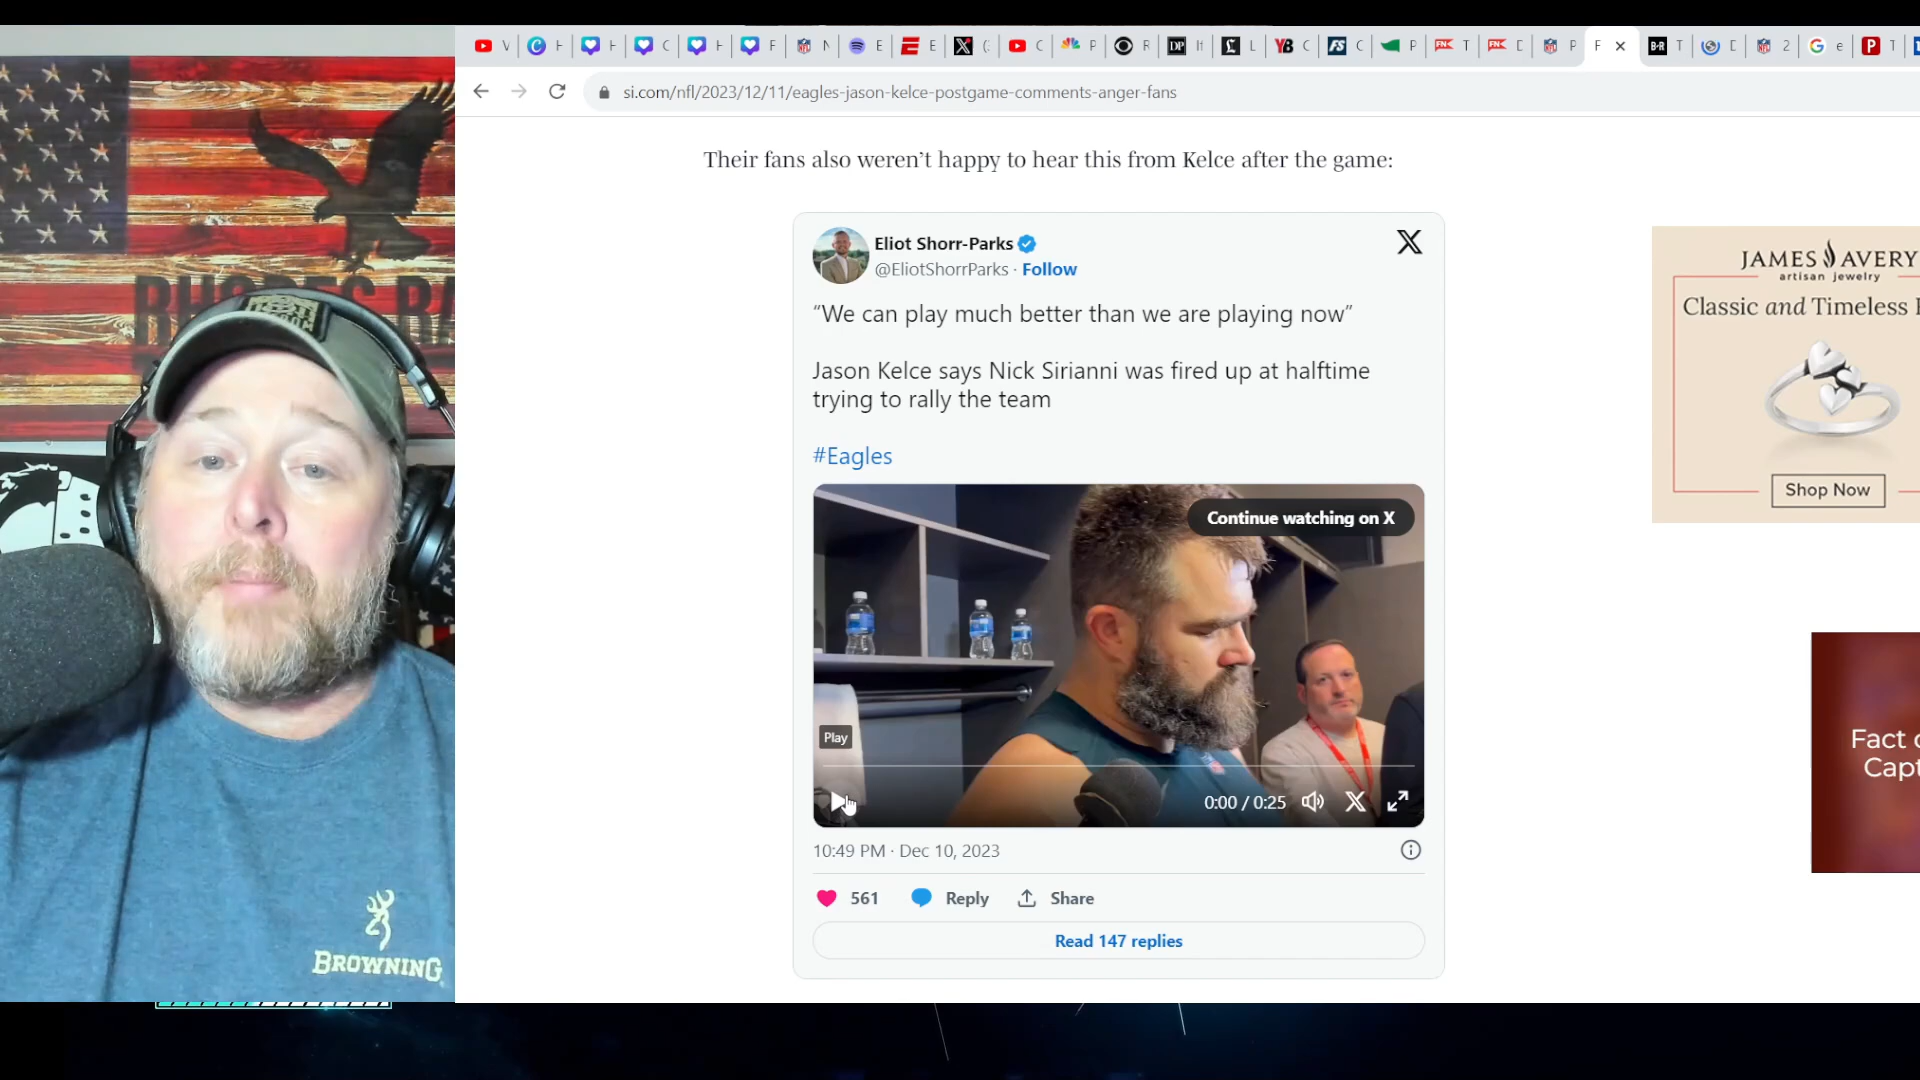 si.com/nfl/2023/12/11/eagles-jason-kelce-postgame-comments-anger-fans
Their fans also weren't happy to hear this from Kelce after the game:
Eliot Shorr-Parks
@EliotShorrParks · Follow
“We can play much better than we are playing now”
Jason Kelce says Nick Sirianni was fired up at halftime
trying to rally the team
#Eagles
Continue watching on X
Play
0:00 / 0:25
10:49 PM · Dec 10, 2023
561 Reply Share
Read 147 replies
JAMES AVERY
artisan jewelry
Classic and Timeless
Shop Now
Fact
BROWNING